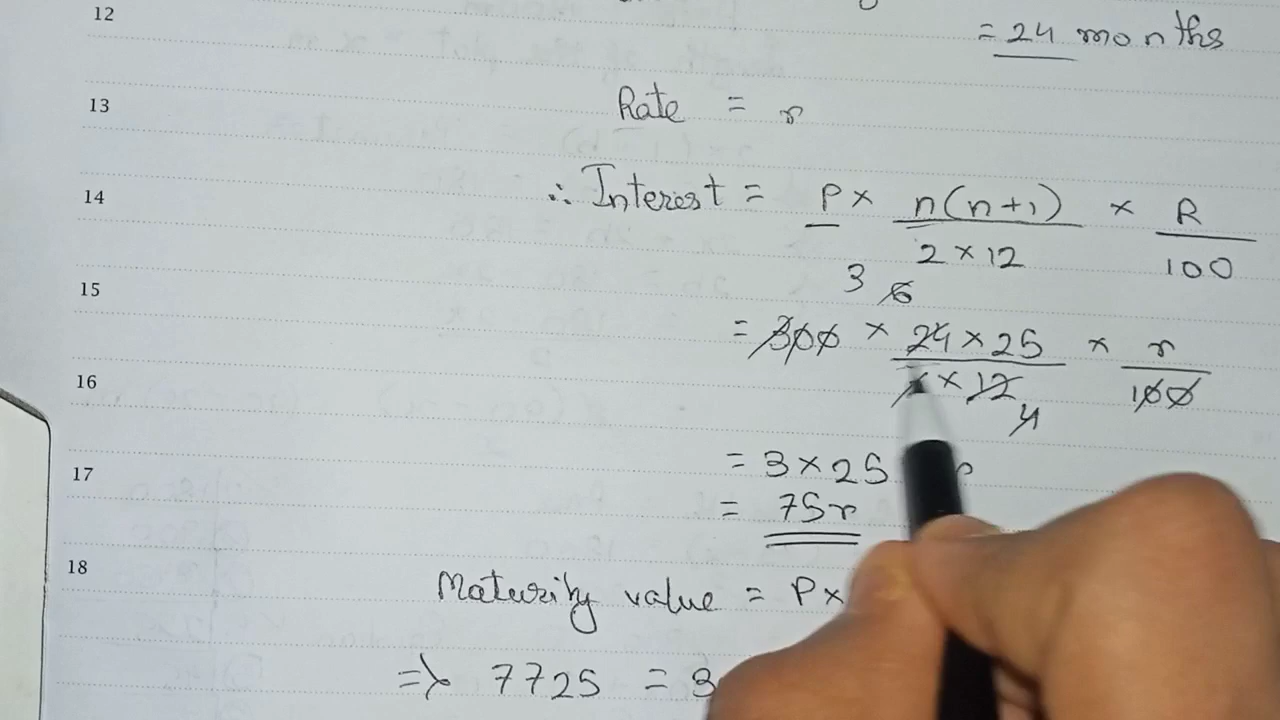 12
= 24 months
13
Rate = r
14
∴ Interest = P × n(n+1) × R
2 × 12 100
15
3 6
= 300 × 24 × 25 × r
2 × 12 100
16
4
17
= 3 × 25
= 75r
18
Maturity value = P ×
=> 7725 = 3